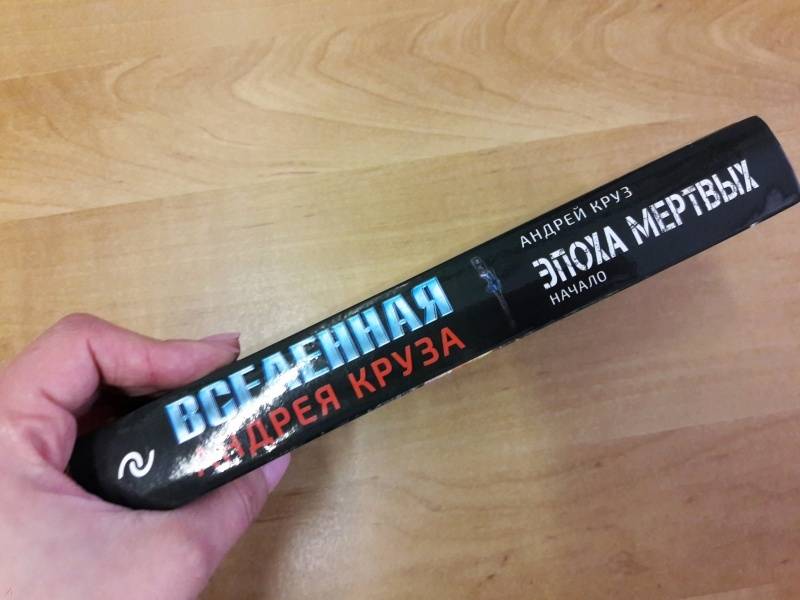 ВСЕЛЕННАЯ
АНДРЕЯ КРУЗА
АНДРЕЙ КРУЗ
ЭПОХА МЕРТВЫХ
НАЧАЛО